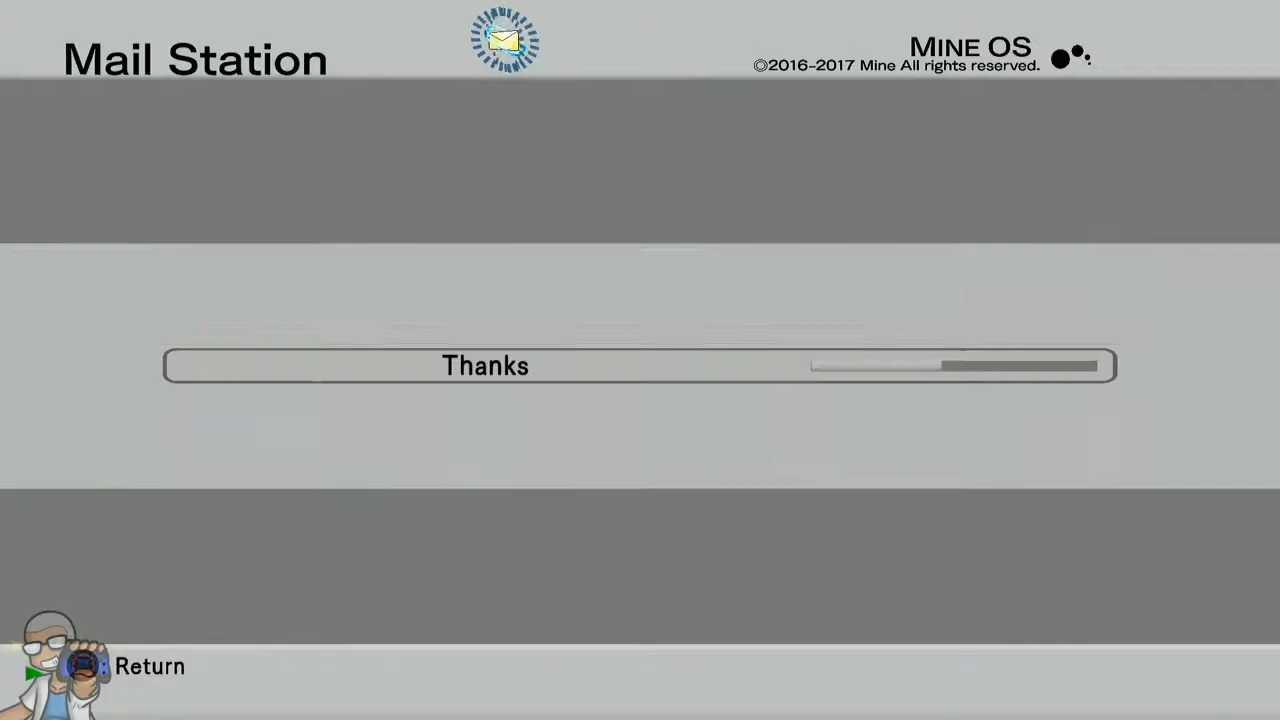 Mail Station
MINE OS
©2016-2017 Mine All rights reserved.
Thanks
: Return